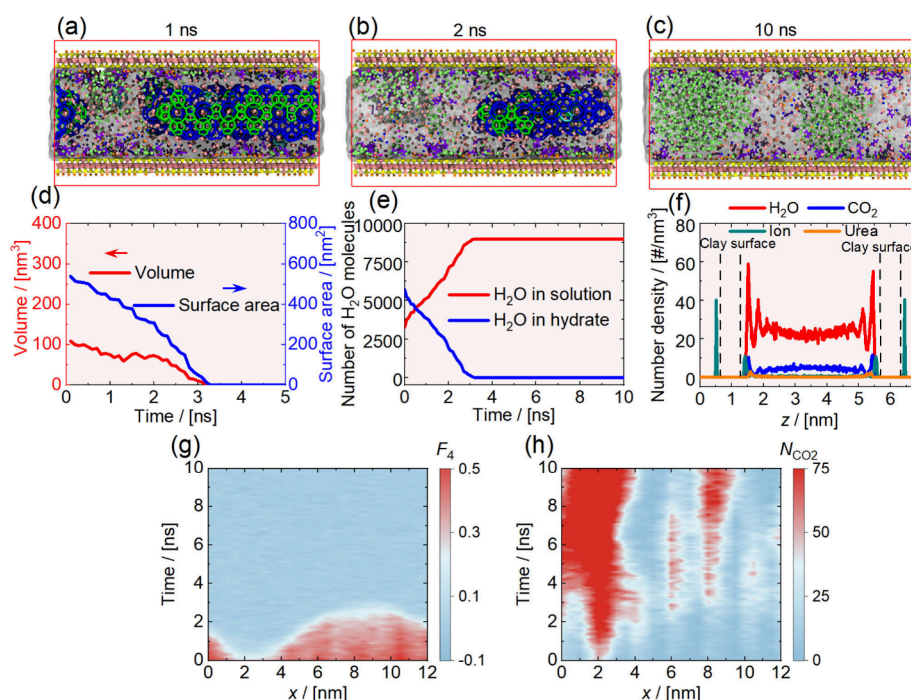 (a) 1 ns (b) 2 ns (c) 10 ns
(d) (e) (f)
400 800 10000 H₂O CO₂
Ion Urea
Clay surface Clay surface
300 600 7500 60
Volume H₂O in solution
200 400 5000 40
Surface area H₂O in hydrate
100 200 2500 20
0 0 0 0
0 1 2 3 4 5 0 2 4 6 8 10 0 1 2 3 4 5 6
Volume / [nm³]
Surface area / [nm²]
Number of H₂O molecules
Number density / [#/nm³]
Time / [ns] Time / [ns] z / [nm]
(g) F₄ (h) N_CO2
10 0.5 10 75
8 8
0.3 50
6 6
4 4
0.1 25
2 2
0 -0.1 0 0
0 2 4 6 8 10 12 0 2 4 6 8 10 12
Time / [ns] Time / [ns]
x / [nm] x / [nm]